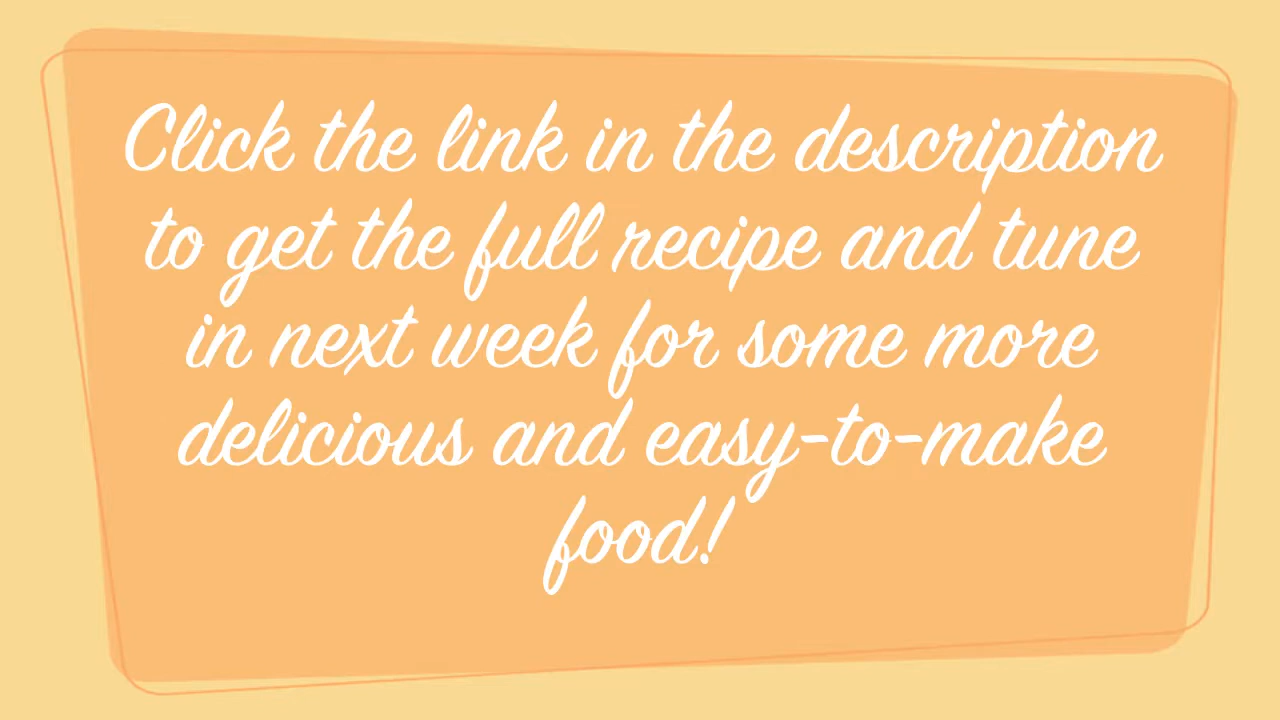 Click the link in the description
to get the full recipe and tune
in next week for some more
delicious and easy-to-make
food!